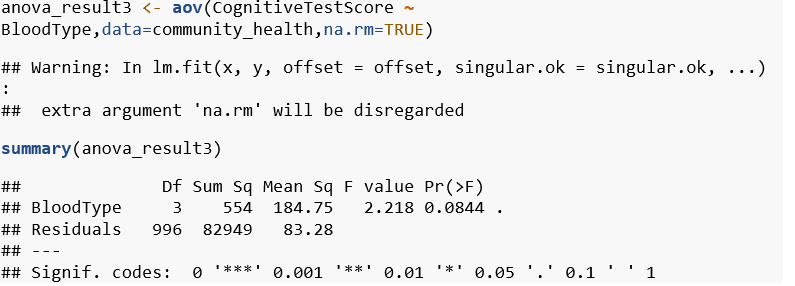 anova_result3 <- aov(CognitiveTestScore ~
BloodType,data=community_health,na.rm=TRUE)
## Warning: In lm.fit(x, y, offset = offset, singular.ok = singular.ok, ...)
:
##  extra argument 'na.rm' will be disregarded
summary(anova_result3)
##              Df Sum Sq Mean Sq F value Pr(>F)
## BloodType     3    554  184.75   2.218 0.0844 .
## Residuals   996  82949   83.28
## ---
## Signif. codes:  0 '***' 0.001 '**' 0.01 '*' 0.05 '.' 0.1 ' ' 1